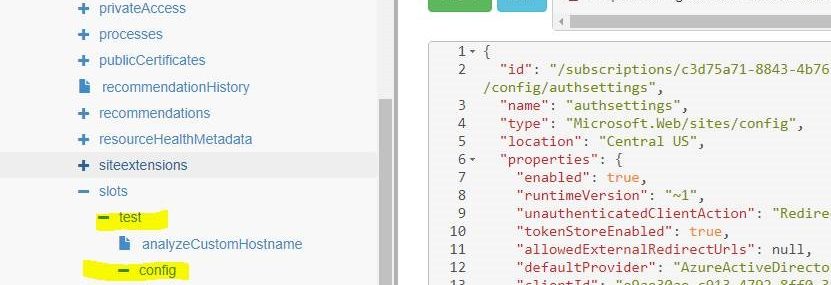 privateAccess
processes
publicCertificates
recommendationHistory
recommendations
resourceHealthMetadata
siteextensions
slots
test
analyzeCustomHostname
config
1 {
2 "id": "/subscriptions/c3d75a71-8843-4b76
/config/authsettings",
3 "name": "authsettings",
4 "type": "Microsoft.Web/sites/config",
5 "location": "Central US",
6 "properties": {
7 "enabled": true,
8 "runtimeVersion": "~1",
9 "unauthenticatedClientAction": "Redire
10 "tokenStoreEnabled": true,
11 "allowedExternalRedirectUrls": null,
12 "defaultProvider": "AzureActiveDirecto